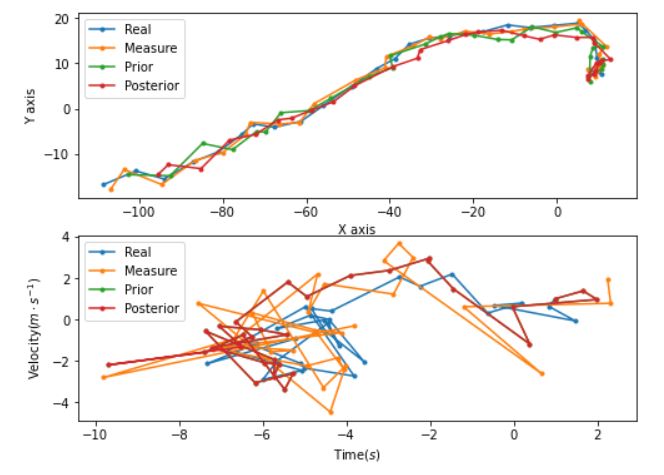 20
10
0
−10
Y axis
Real
Measure
Prior
Posterior
−100
−80
−60
−40
−20
0
X axis
4
2
0
−2
−4
Velocity(m · s⁻¹)
Real
Measure
Prior
Posterior
−10
−8
−6
−4
−2
0
2
Time(s)